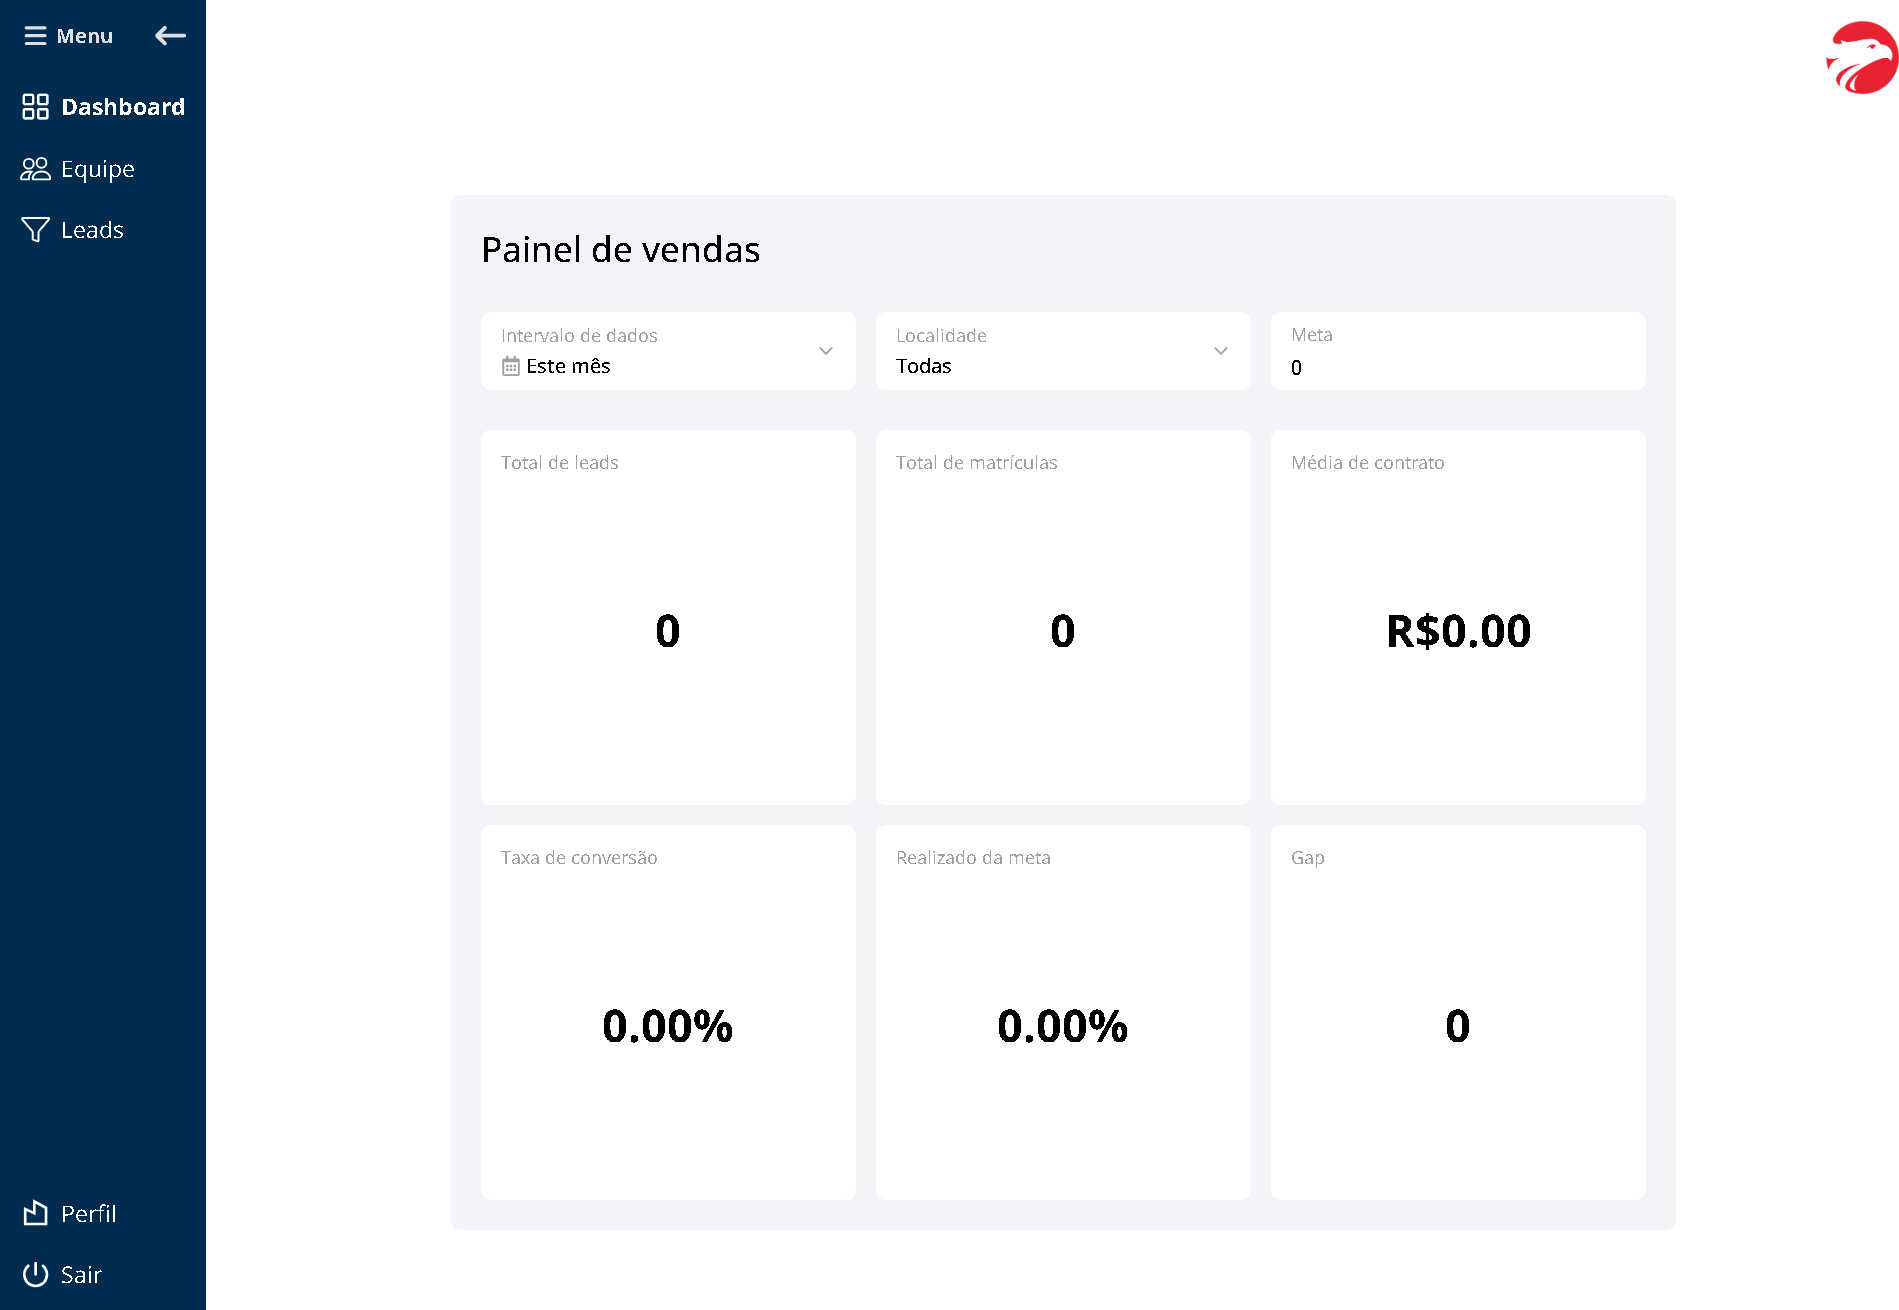 Menu
Dashboard
Equipe
Leads
Perfil
Sair
Painel de vendas
Intervalo de dados
Este mês
Localidade
Todas
Meta
0
Total de leads
0
Total de matrículas
0
Média de contrato
R$0.00
Taxa de conversão
0.00%
Realizado da meta
0.00%
Gap
0